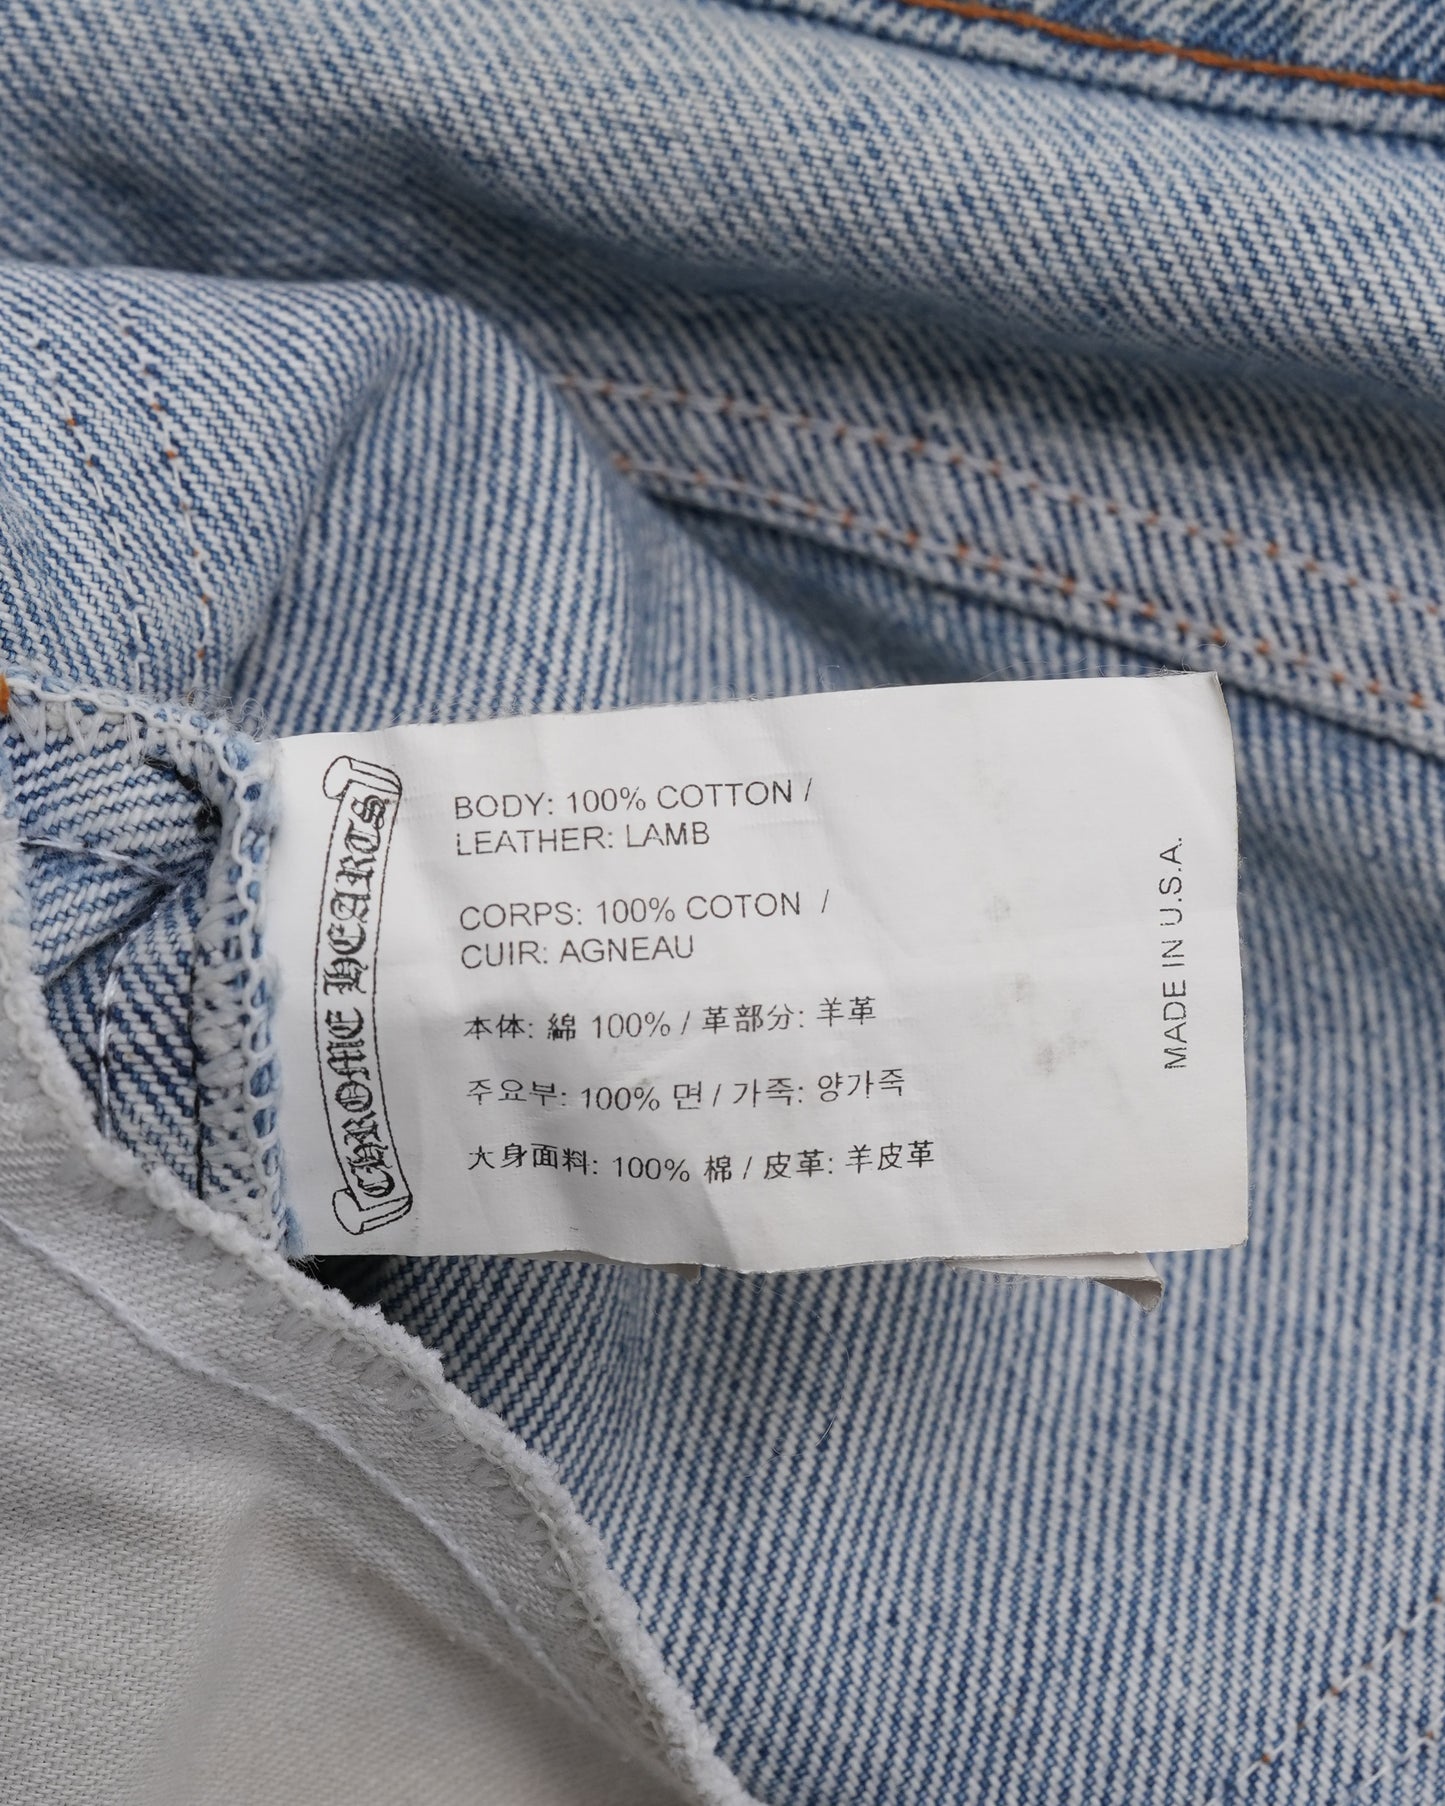 CHROME HEARTS
BODY: 100% COTTON /
LEATHER: LAMB
CORPS: 100% COTON /
CUIR: AGNEAU
本体: 綿 100% / 革部分: 羊革
주요부: 100% 면 / 가죽: 양가죽
大身面料: 100% 棉 / 皮革: 羊皮革
MADE IN U.S.A.